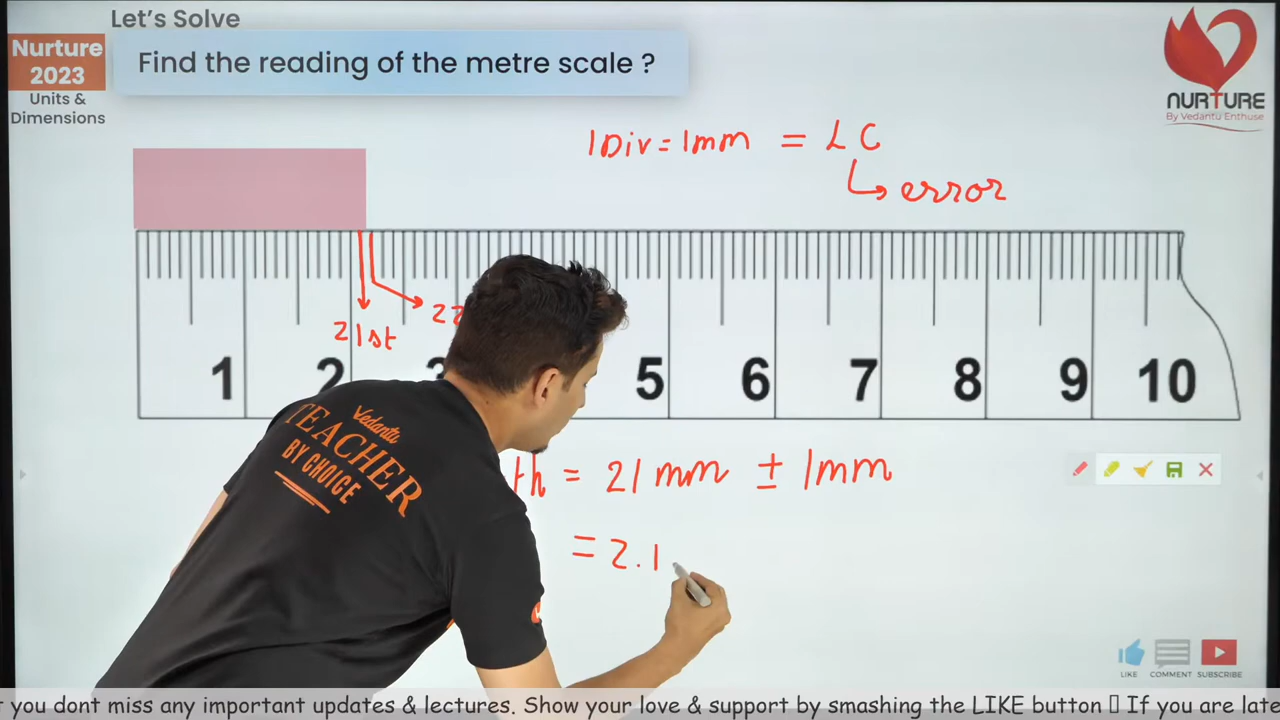 Let's Solve
Nurture
2023
Units &
Dimensions
Find the reading of the metre scale ?
NURTURE
By Vedantu Enthuse
1Div = 1mm = LC
error
21st
22
1 2 3 5 6 7 8 9 10
Vedantu
TEACHER
BY CHOICE
th = 21 mm ± 1mm
= 2.1
LIKE COMMENT SUBSCRIBE
you dont miss any important updates & lectures. Show your love & support by smashing the LIKE button If you are late